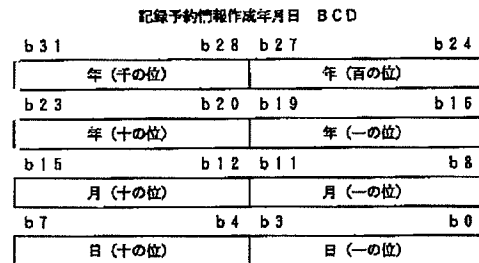 記録予約情報作成年月日 BCD
b31 b28 b27 b24
年（千の位） 年（百の位）
b23 b20 b19 b16
年（十の位） 年（一の位）
b15 b12 b11 b8
月（十の位） 月（一の位）
b7 b4 b3 b0
日（十の位） 日（一の位）